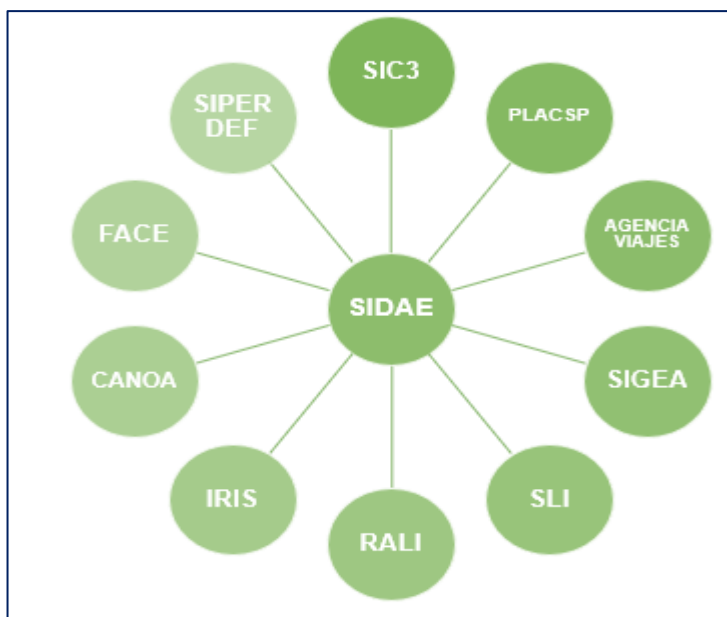 SIC3
PLACSP
AGENCIA
VIAJES
SIGEA
SLI
RALI
IRIS
CANOA
FACE
SIPER
DEF
SIDAE